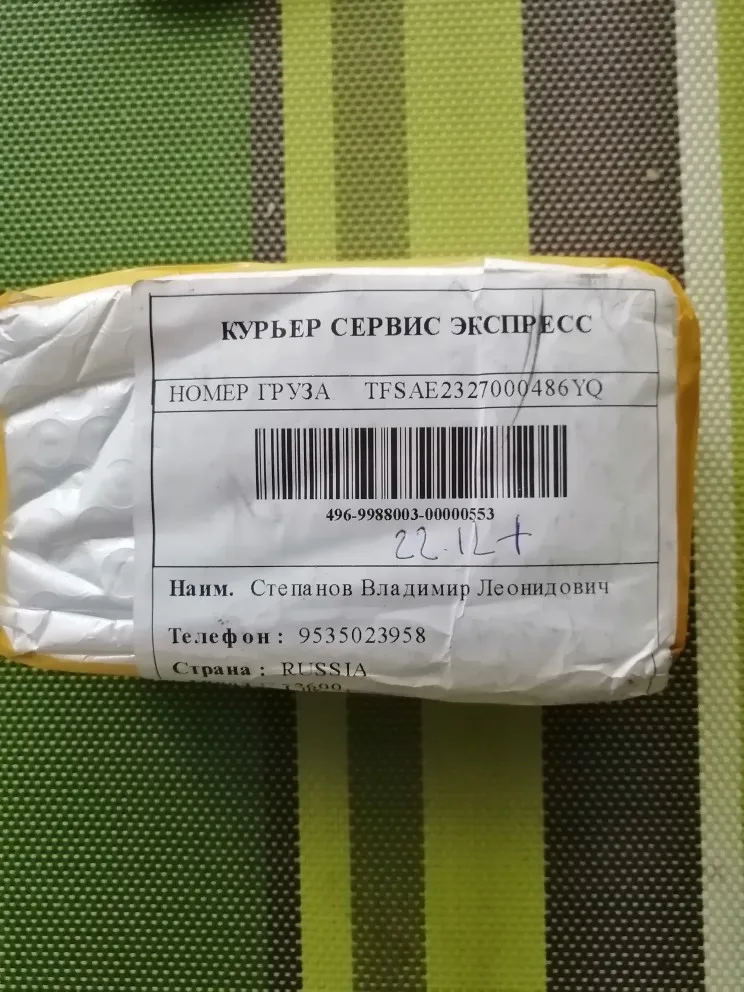 КУРЬЕР СЕРВИС ЭКСПРЕСС
НОМЕР ГРУЗА TFSAE2327000486YQ
496-9988003-00000553
22.12+
Наим. Степанов Владимир Леонидович
Телефон: 9535023958
Страна: RUSSIA